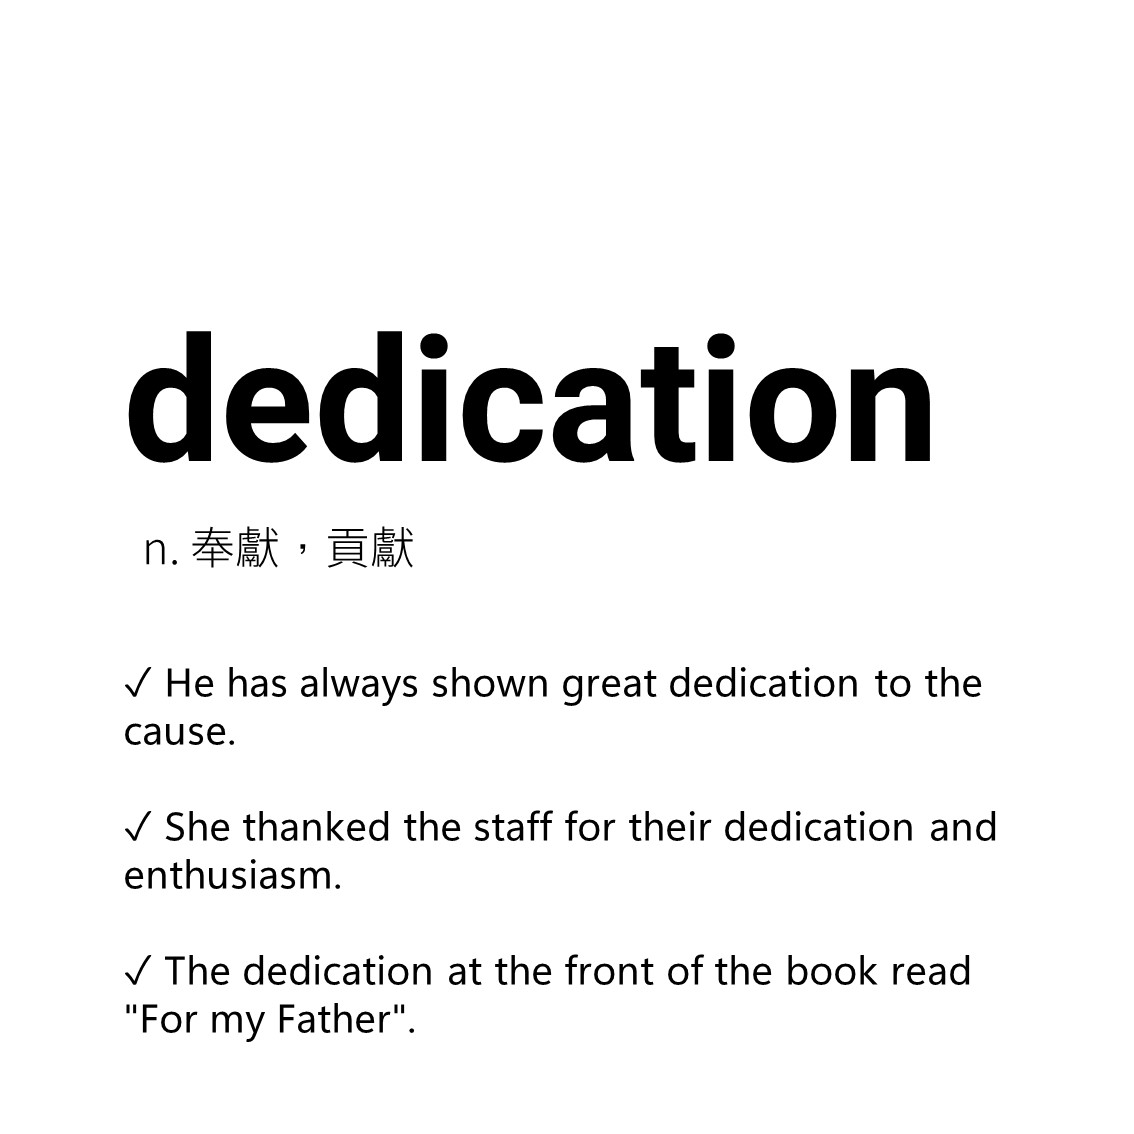 dedication
n. 奉獻，貢獻
✓ He has always shown great dedication to the
cause.
✓ She thanked the staff for their dedication and
enthusiasm.
✓ The dedication at the front of the book read
"For my Father".